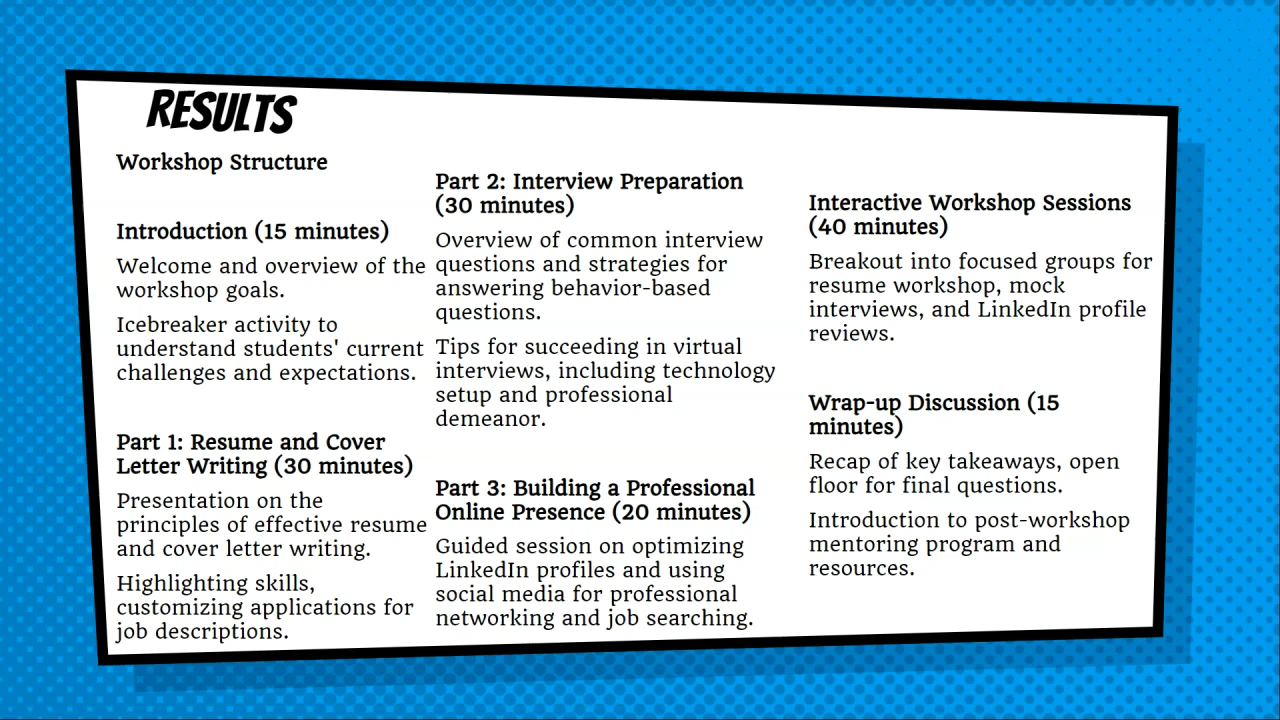 RESULTS
Workshop Structure
Introduction (15 minutes)
Welcome and overview of the
workshop goals.
Icebreaker activity to
understand students' current
challenges and expectations.
Part 1: Resume and Cover
Letter Writing (30 minutes)
Presentation on the
principles of effective resume
and cover letter writing.
Highlighting skills,
customizing applications for
job descriptions.
Part 2: Interview Preparation
(30 minutes)
Overview of common interview
questions and strategies for
answering behavior-based
questions.
Tips for succeeding in virtual
interviews, including technology
setup and professional
demeanor.
Part 3: Building a Professional
Online Presence (20 minutes)
Guided session on optimizing
LinkedIn profiles and using
social media for professional
networking and job searching.
Interactive Workshop Sessions
(40 minutes)
Breakout into focused groups for
resume workshop, mock
interviews, and LinkedIn profile
reviews.
Wrap-up Discussion (15
minutes)
Recap of key takeaways, open
floor for final questions.
Introduction to post-workshop
mentoring program and
resources.